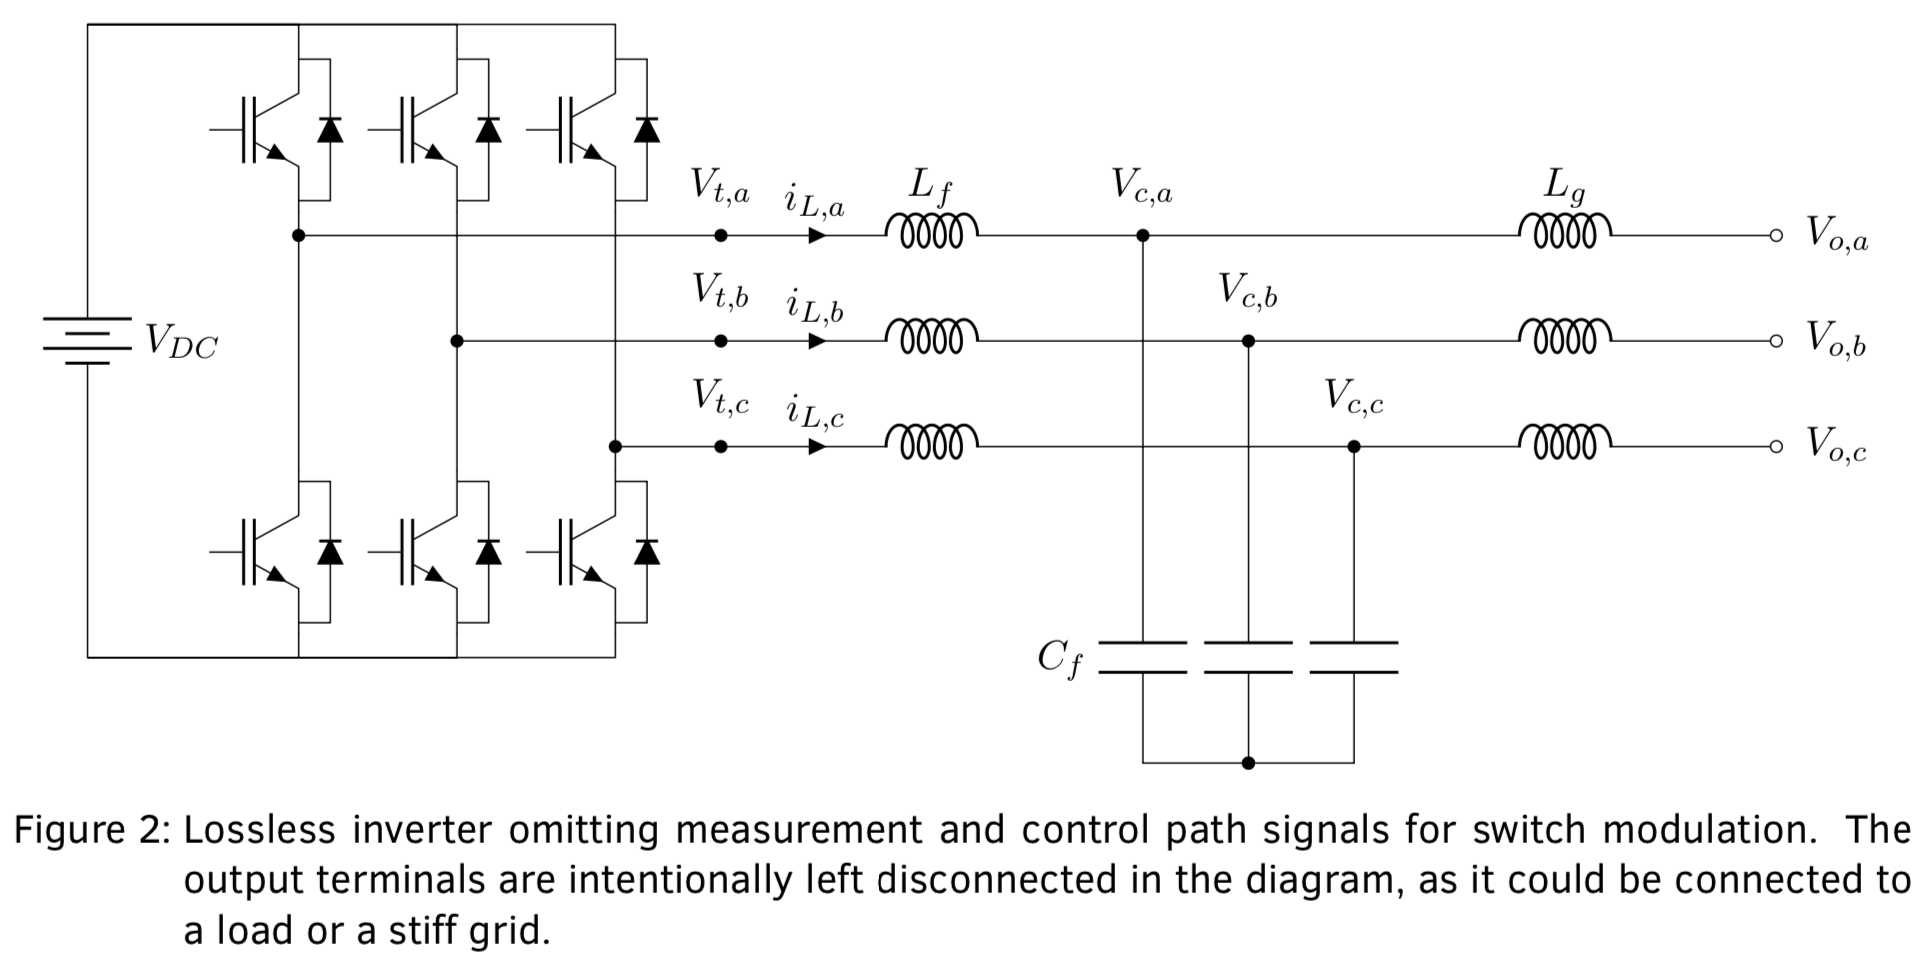 V_{t,a} i_{L,a} L_f V_{c,a} L_g V_{o,a}
V_{t,b} i_{L,b} V_{c,b} V_{o,b}
V_{DC}
V_{t,c} i_{L,c} V_{c,c} V_{o,c}
C_f
Figure 2: Lossless inverter omitting measurement and control path signals for switch modulation. The
output terminals are intentionally left disconnected in the diagram, as it could be connected to
a load or a stiff grid.